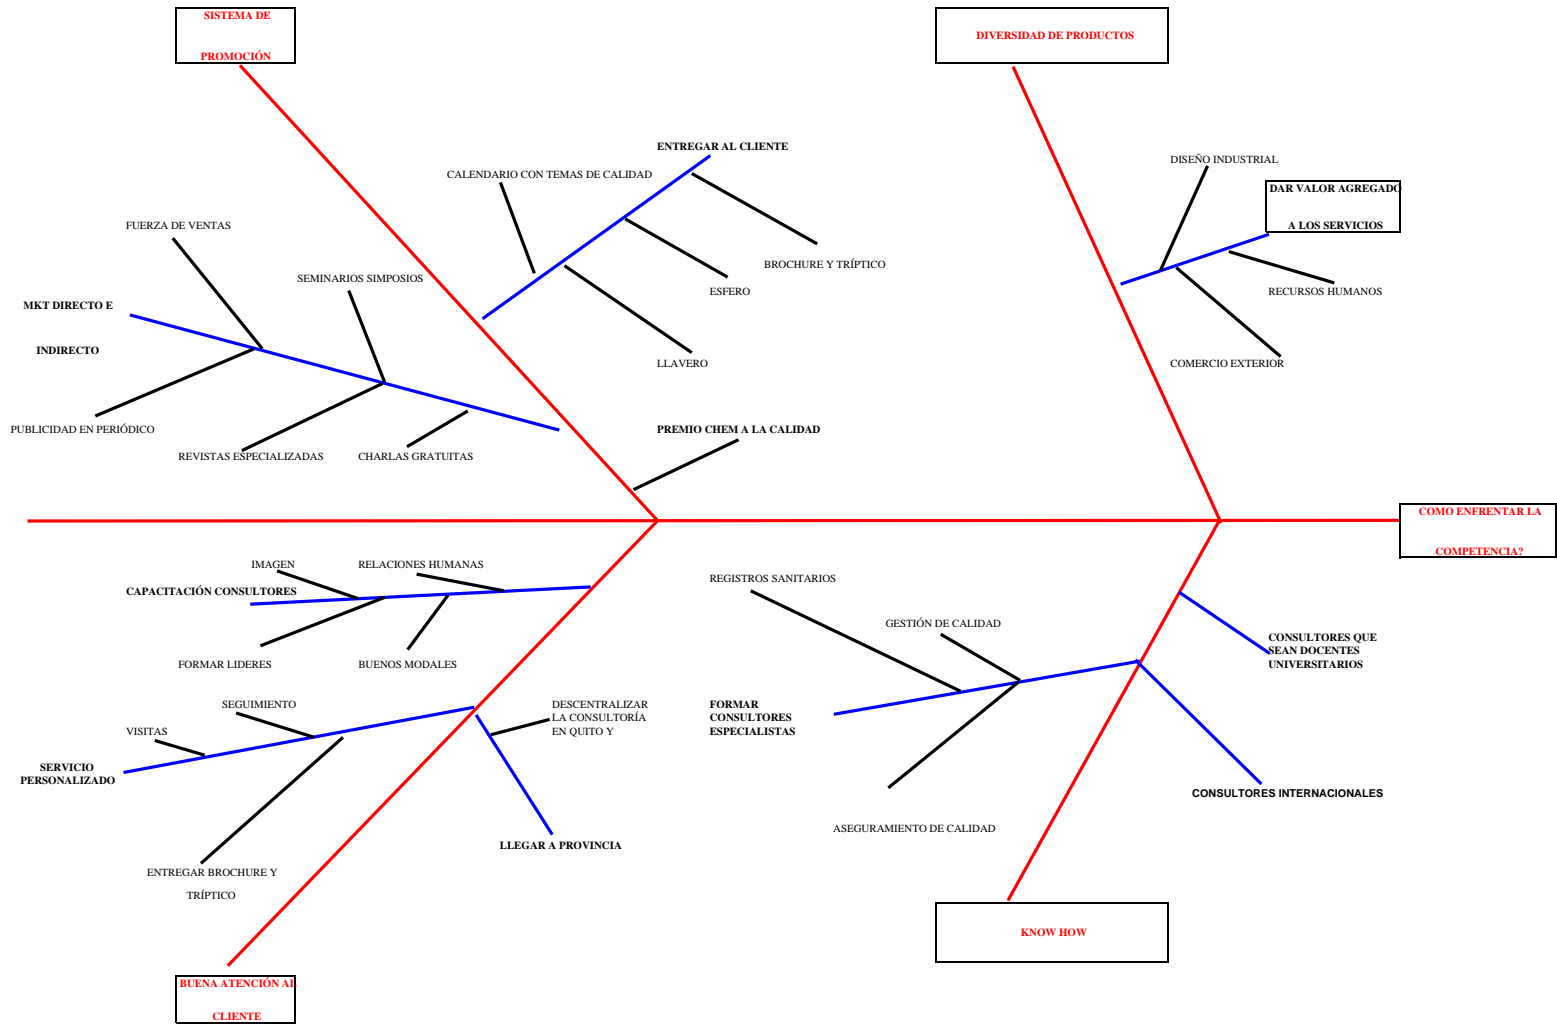 SISTEMA DE
PROMOCIÓN
DIVERSIDAD DE PRODUCTOS
ENTREGAR AL CLIENTE
CALENDARIO CON TEMAS DE CALIDAD
DISEÑO INDUSTRIAL
DAR VALOR AGREGADO
A LOS SERVICIOS
FUERZA DE VENTAS
SEMINARIOS SIMPOSIOS
BROCHURE Y TRÍPTICO
ESFERO
RECURSOS HUMANOS
MKT DIRECTO E
INDIRECTO
LLAVERO
COMERCIO EXTERIOR
PUBLICIDAD EN PERIÓDICO
REVISTAS ESPECIALIZADAS
CHARLAS GRATUITAS
PREMIO CHEM A LA CALIDAD
COMO ENFRENTAR LA
COMPETENCIA?
IMAGEN
RELACIONES HUMANAS
CAPACITACIÓN CONSULTORES
REGISTROS SANITARIOS
GESTIÓN DE CALIDAD
FORMAR LIDERES
BUENOS MODALES
CONSULTORES QUE
SEAN DOCENTES
UNIVERSITARIOS
SEGUIMIENTO
VISITAS
DESCENTRALIZAR
LA CONSULTORÍA
EN QUITO Y
FORMAR
CONSULTORES
ESPECIALISTAS
SERVICIO
PERSONALIZADO
CONSULTORES INTERNACIONALES
ASEGURAMIENTO DE CALIDAD
LLEGAR A PROVINCIA
ENTREGAR BROCHURE Y
TRÍPTICO
KNOW HOW
BUENA ATENCIÓN AL
CLIENTE